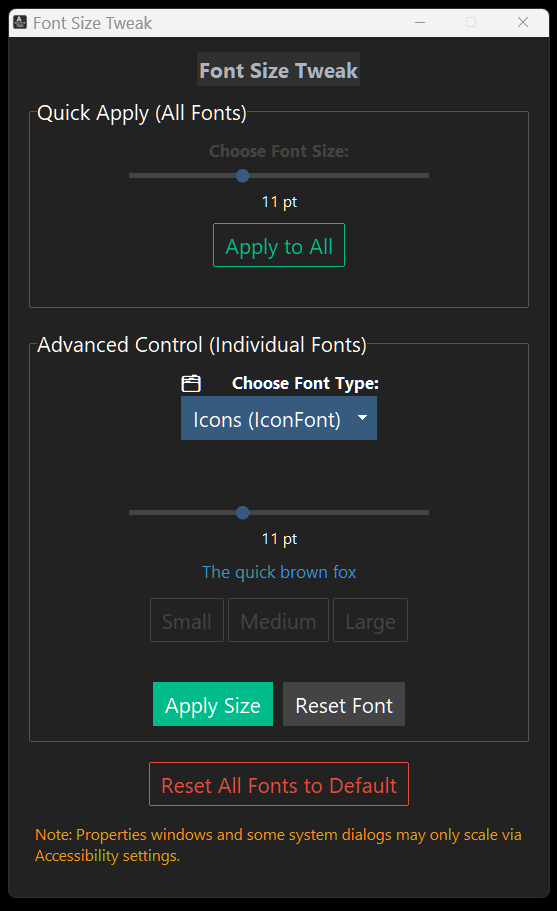 Font Size Tweak
Font Size Tweak
Quick Apply (All Fonts)
Choose Font Size:
11 pt
Apply to All
Advanced Control (Individual Fonts)
Choose Font Type:
Icons (IconFont)
11 pt
The quick brown fox
Small Medium Large
Apply Size Reset Font
Reset All Fonts to Default
Note: Properties windows and some system dialogs may only scale via
Accessibility settings.